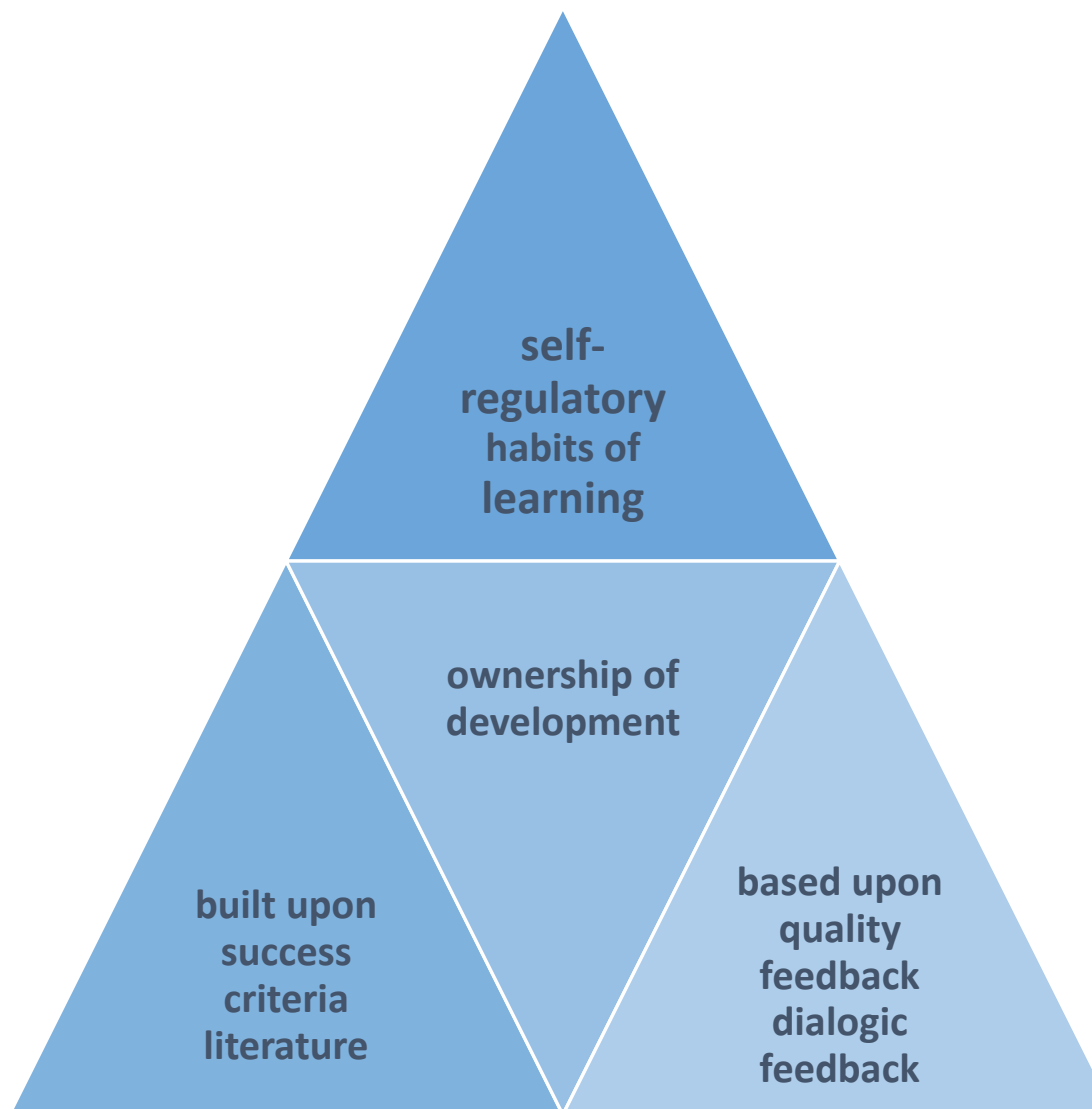 self-
regulatory
habits of
learning
ownership of
development
built upon
success
criteria
literature
based upon
quality
feedback
dialogic
feedback